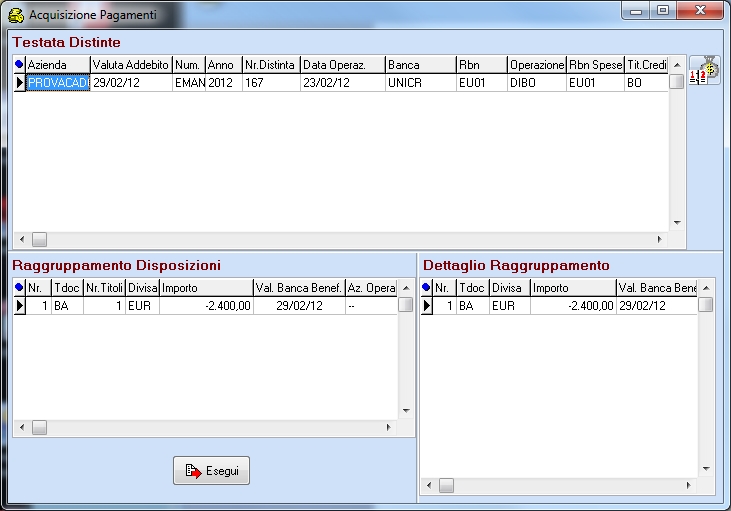 Acquisizione Pagamenti
Testata Distinte
Azienda Valuta Addebito Num. Anno Nr.Distinta Data Operaz. Banca Rbn Operazione Rbn Spese Tit.Credi
PROVACAD 29/02/12 EMAN 2012 167 23/02/12 UNICR EU01 DIBO EU01 BO
Raggruppamento Disposizioni
Nr. Tdoc Nr.Titoli Divisa Importo Val. Banca Benef. Az. Opera
1 BA 1 EUR -2.400,00 29/02/12 --
Dettaglio Raggruppamento
Nr. Tdoc Divisa Importo Val. Banca Bene
1 BA EUR -2.400,00 29/02/12
Esegui